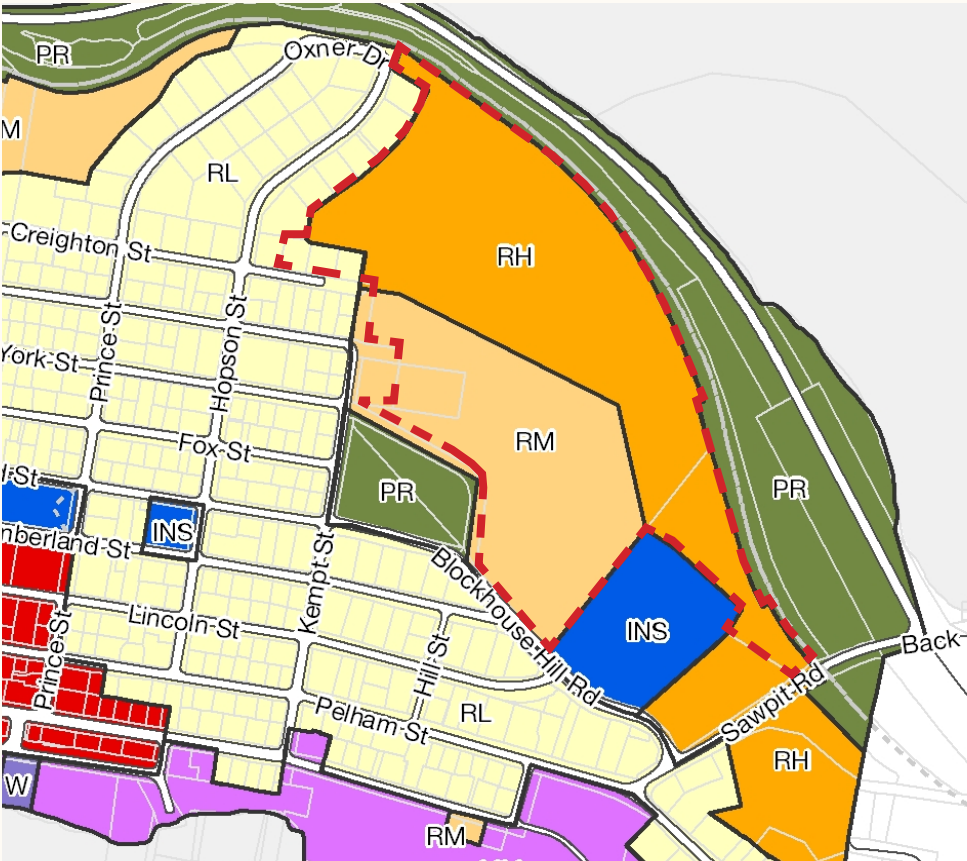 PR
Oxner Dr
M
RL
Creighton St
RH
Prince St
Hopson St
York St
Fox St
RM
PR
PR
d St
INS
mberland St
Kempt St
Blockhouse Hill Rd
INS
Lincoln St
Prince St
Hill St
Back
Sawpit Rd
RL
Pelham St
RH
W
RM